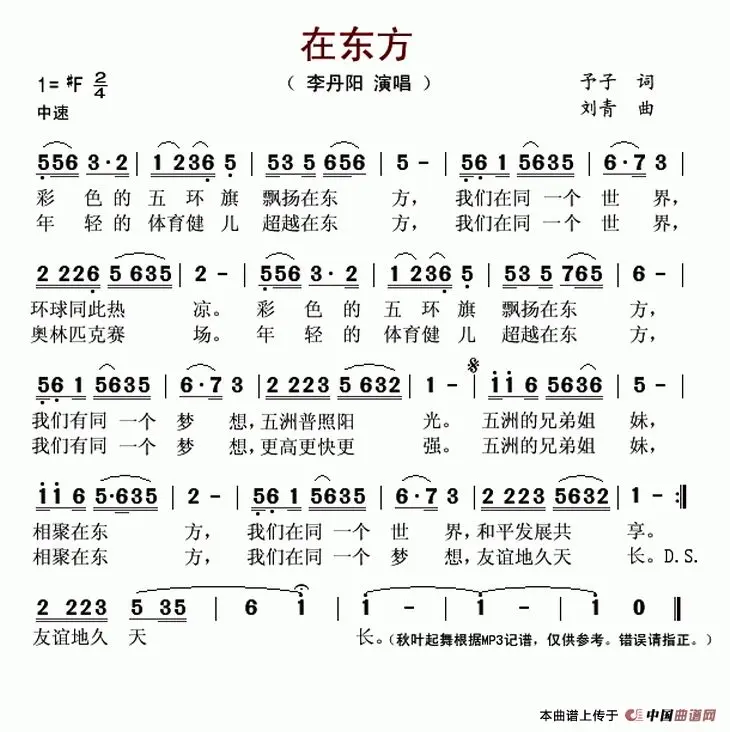 在东方
1=♯F 2/4
（ 李丹阳 演唱 ）
予子 词
中速
刘青 曲
556 3·2 | 1 236 5 | 53 5 656 | 5 - | 56 1 5635 | 6·7 3 |
彩 色 的 五 环 旗 飘扬在东 方， 我们在同 一个 世 界，
年 轻 的 体育健 儿 超越在东 方， 我们在同 一个 世 界，
2 226 5 635 | 2 - | 556 3·2 | 1 236 5 | 53 5 765 | 6 - |
环球同此热 凉。 彩 色 的 五 环 旗 飘扬在东 方，
奥林匹克赛 场。 年 轻 的 体育健 儿 超越在东 方，
56 1 5635 | 6·7 3 | 2 223 5 632 | 1 - | i i 6 5636 | 5 - |
我们有同 一个 梦 想，五洲普照阳 光。 五洲的兄弟姐 妹，
我们有同 一个 梦 想，更高更快更 强。 五洲的兄弟姐 妹，
i i 6 5·635 | 2 - | 56 1 5635 | 6·7 3 | 2 223 5632 | 1 - :‖
相聚在东 方， 我们在同 一个 世 界，和平发展共 享。
相聚在东 方， 我们在同 一个 梦 想，友谊地久天 长。D.S.
2 223 5 35 | 6 i | i - | i - | i 0 ‖
友谊地久 天 长。（秋叶起舞根据MP3记谱，仅供参考。错误请指正。）
本曲谱上传于 中国曲谱网